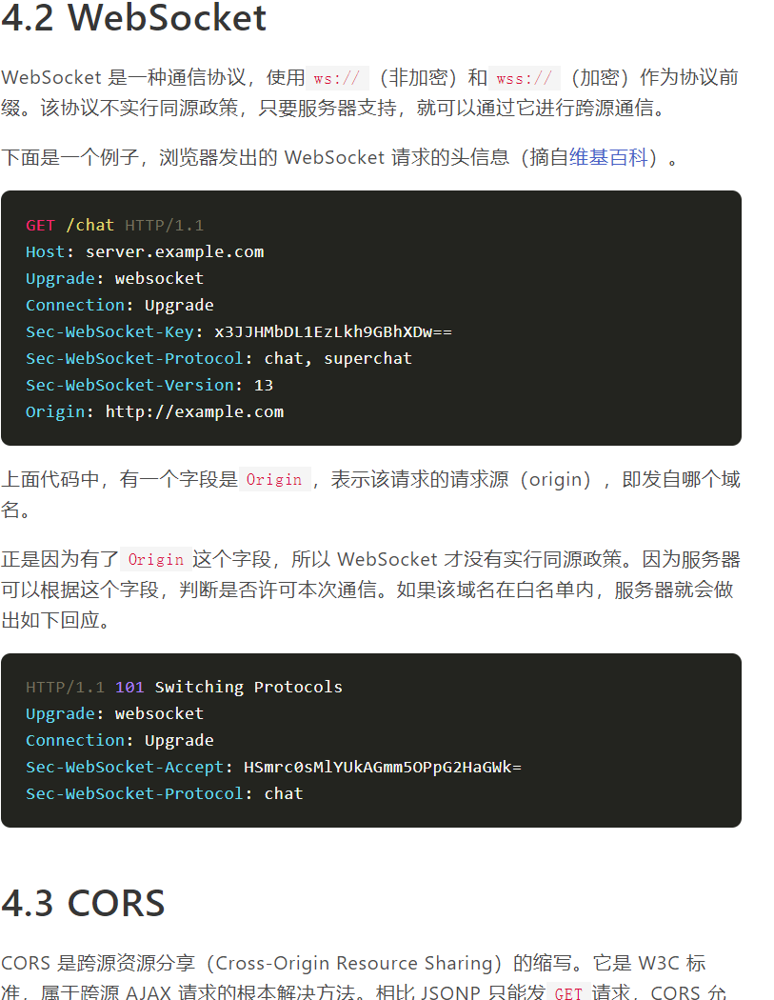 4.2 WebSocket
WebSocket 是一种通信协议，使用 ws://（非加密）和 wss://（加密）作为协议前
缀。该协议不实行同源政策，只要服务器支持，就可以通过它进行跨源通信。
下面是一个例子，浏览器发出的 WebSocket 请求的头信息（摘自维基百科）。
GET /chat HTTP/1.1
Host: server.example.com
Upgrade: websocket
Connection: Upgrade
Sec-WebSocket-Key: x3JJHMbDL1EzLkh9GBhXDw==
Sec-WebSocket-Protocol: chat, superchat
Sec-WebSocket-Version: 13
Origin: http://example.com
上面代码中，有一个字段是 Origin，表示该请求的请求源（origin），即发自哪个域
名。
正是因为有了 Origin 这个字段，所以 WebSocket 才没有实行同源政策。因为服务器
可以根据这个字段，判断是否许可本次通信。如果该域名在白名单内，服务器就会做
出如下回应。
HTTP/1.1 101 Switching Protocols
Upgrade: websocket
Connection: Upgrade
Sec-WebSocket-Accept: HSmrc0sMlYUkAGmm5OPpG2HaGWk=
Sec-WebSocket-Protocol: chat
4.3 CORS
CORS 是跨源资源分享（Cross-Origin Resource Sharing）的缩写。它是 W3C 标
准，属于跨源 AJAX 请求的根本解决方法。相比 JSONP 只能发 GET 请求，CORS 允